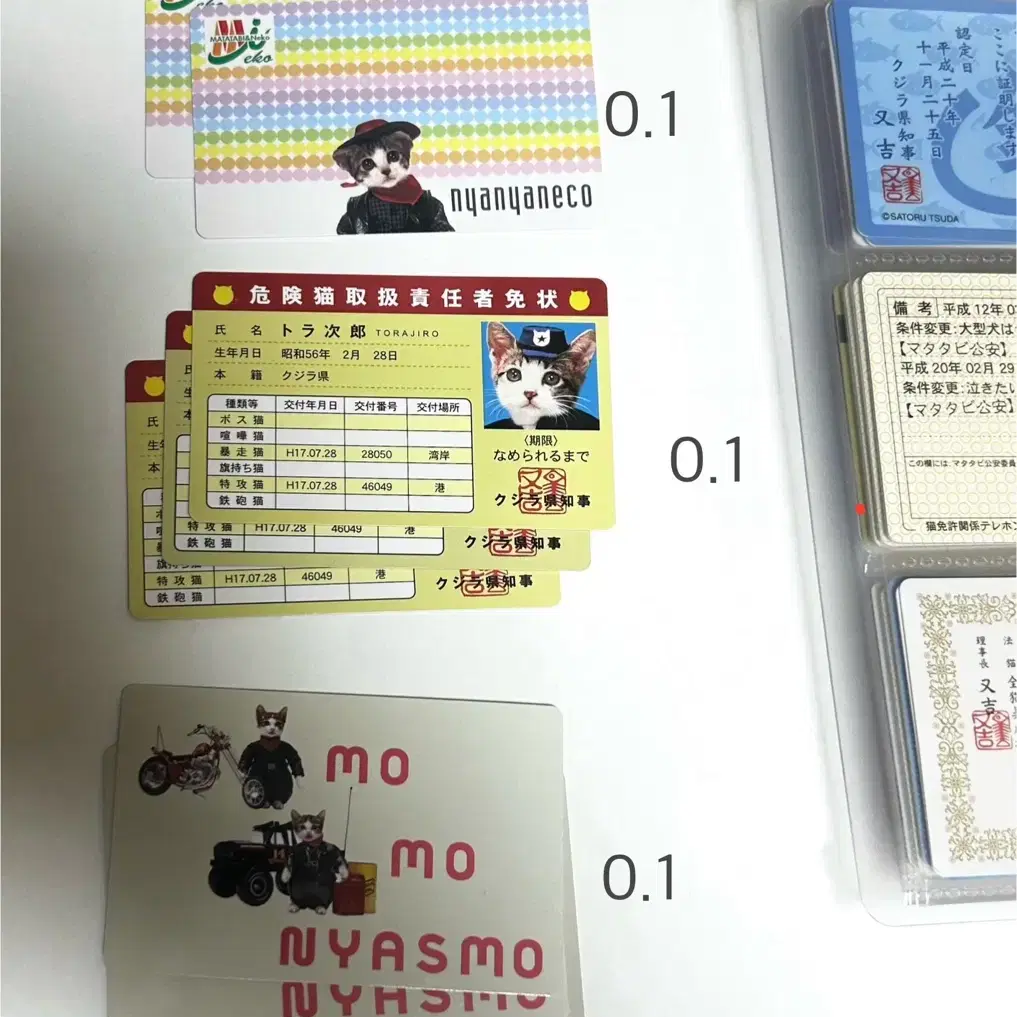 eko
MATATABI&Neko
eko
nyanyaneco
0.1
危険猫取扱責任者免状
氏名 トラ次郎 TORAJIRO
生年月日 昭和56年 2月 28日
本籍 クジラ県
種類等 交付年月日 交付番号 交付場所
ボス猫
喧嘩猫
暴走猫 H17.07.28 28050 湾岸
旗持ち猫
特攻猫 H17.07.28 46049 港
鉄砲猫
〈期限〉
なめられるまで
クジラ県知事
0.1
特攻猫 H17.07.28 46049 港
鉄砲猫
クジラ県知事
特攻猫 H17.07.28 46049 港
鉄砲猫
クジラ県知事
mo
mo
NYASMO
NYASMO
0.1
ここに証明します
認定日
平成二十年
十一月二十五日
クジラ県知事
又吉
©SATORU TSUDA
備考 平成 12年 0
条件変更:大型犬は
【マタタビ公安】
平成 20年 02月 29
条件変更:泣きたい
【マタタビ公安】
この欄には、マタタビ公安委員
猫免許関係テレホン
理事長
又吉